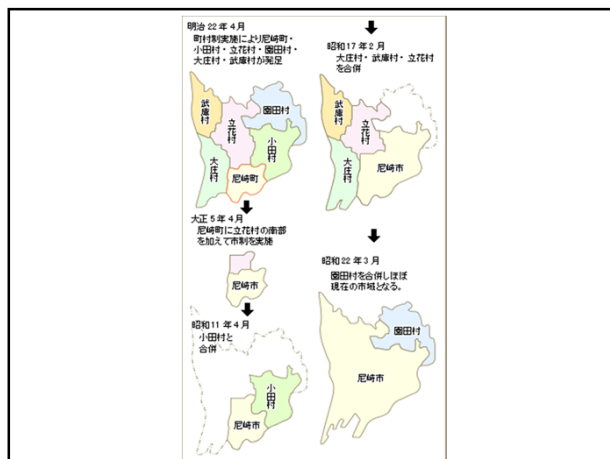 明治22年4月
町村制実施により尼崎町・
小田村・立花村・園田村・
大庄村・武庫村が発足
武庫村
立花村
園田村
小田村
大庄村
尼崎町
大正5年4月
尼崎町に立花村の南部
を加えて市制を実施
尼崎市
昭和11年4月
小田村と
合併
小田村
尼崎市
昭和17年2月
大庄村・武庫村・立花村
を合併
武庫村
立花村
大庄村
尼崎市
昭和22年3月
園田村を合併しほぼ
現在の市域となる。
園田村
尼崎市